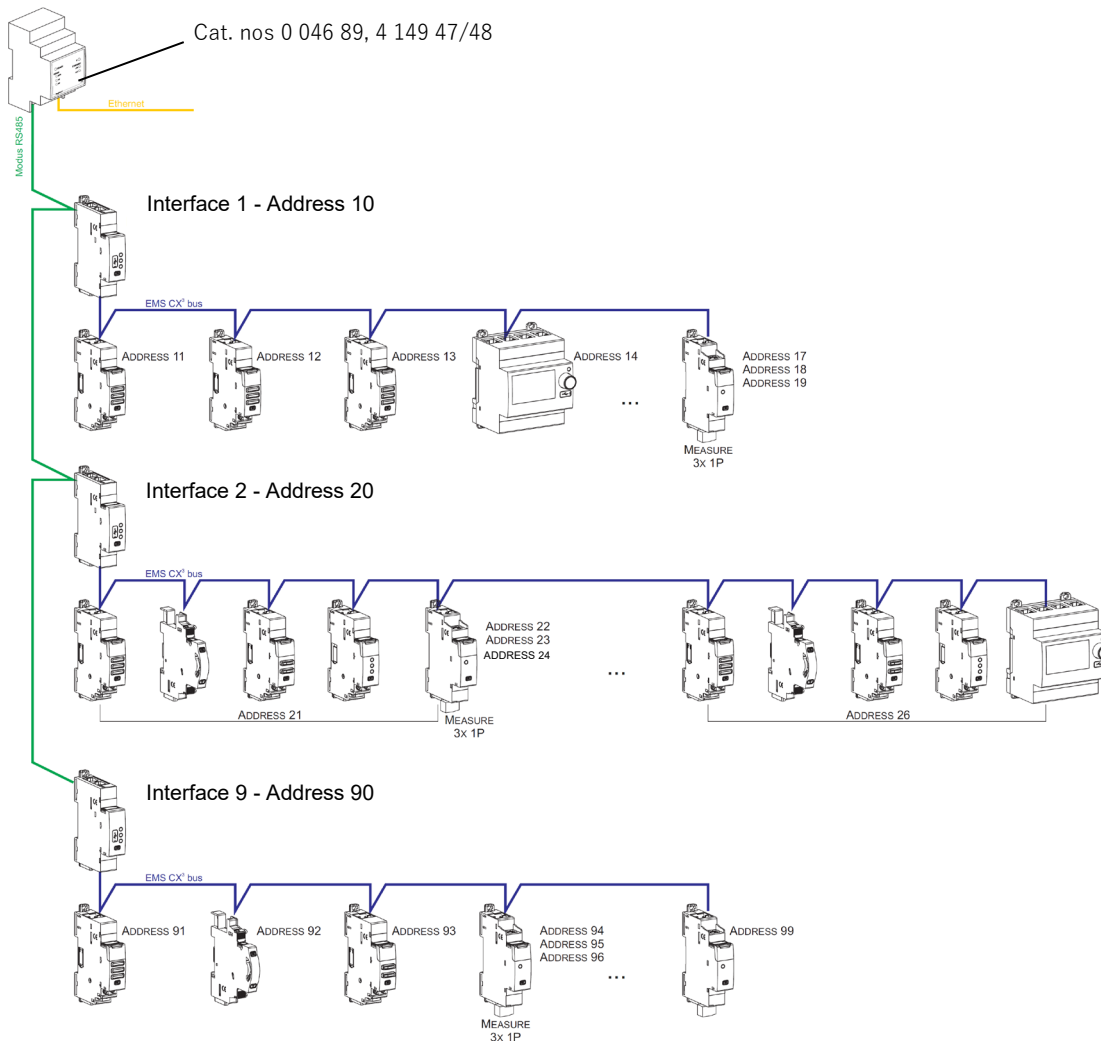 Cat. nos 0 046 89, 4 149 47/48
Ethernet
Modus RS485
Interface 1 - Address 10
EMS CX³ bus
ADDRESS 11
ADDRESS 12
ADDRESS 13
ADDRESS 14
ADDRESS 17
ADDRESS 18
ADDRESS 19
...
MEASURE
3X 1P
Interface 2 - Address 20
EMS CX³ bus
ADDRESS 22
ADDRESS 23
ADDRESS 24
...
ADDRESS 21
MEASURE
3X 1P
ADDRESS 26
Interface 9 - Address 90
EMS CX³ bus
ADDRESS 91
ADDRESS 92
ADDRESS 93
ADDRESS 94
ADDRESS 95
ADDRESS 96
ADDRESS 99
...
MEASURE
3X 1P